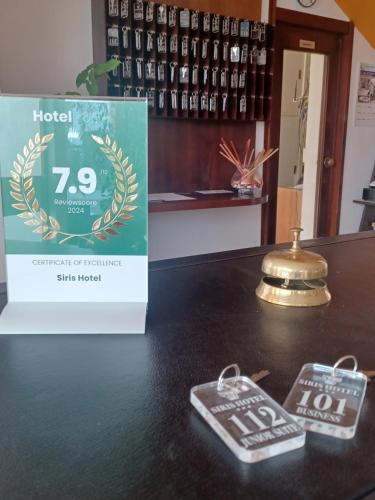 Hotel
7.9 /10
Reviewscore
2024
CERTIFICATE OF EXCELLENCE
Siris Hotel
SIRIS HOTEL
112
JUNIOR SUITE
SIRIS HOTEL
101
BUSINESS